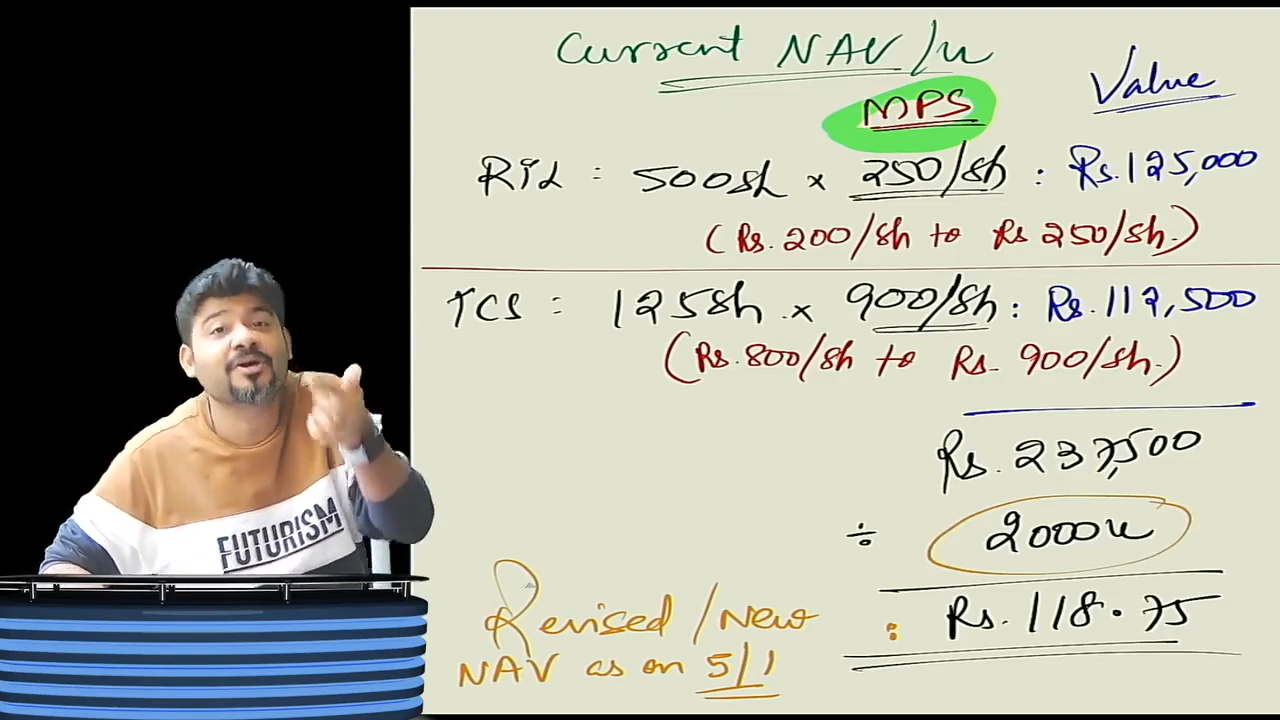 Current NAV/u
MPS
Value
RIL : 500sh × 250/sh : Rs.125,000
(Rs.200/sh to Rs 250/sh.)
TCS = 125sh × 900/sh : Rs.112,500
(Rs.800/sh to Rs. 900/sh.)
Rs.237,500
÷ 2000u
Revised/New : Rs.118.75
NAV as on 5/1
FUTURISM